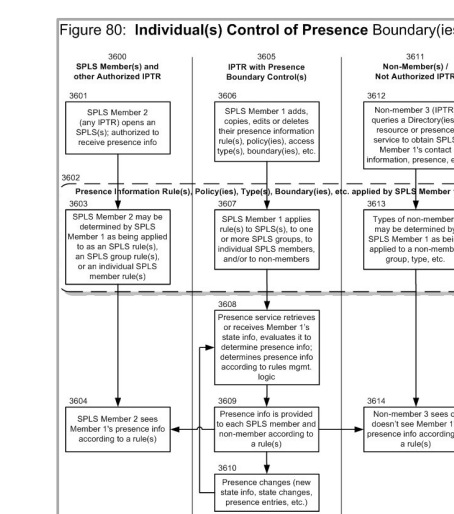 Figure 80: Individual(s) Control of Presence
3600
SPLS Member(s) and
other Authorized IPTR
3605
IPTR with Presence
Boundary Control(s)
3611
Non-Member(s) /
Not Authorized IPTR
3601
SPLS Member 2
(any IPTR) opens an
SPLS(s); authorized to
receive presence info
3606
SPLS Member 1 adds,
copies, edits or deletes
their presence information
rule(s), policy(ies), access
type(s), boundary(ies), etc.
3612
Non-member 3 (IPTR
queries a Directory(ies
resource or presence
service to obtain SPLS
Member 1's contact
information, presence,
3602
Presence Information Rule(s), Policy(ies), Type(s), Boundary(ies), etc. applied by SPLS Member
3603
SPLS Member 2 may be
determined by SPLS
Member 1 as being applied
to as an SPLS rule(s),
an SPLS group rule(s),
or an individual SPLS
member rule(s)
3607
SPLS Member 1 applies
rule(s) to SPLS(s), to one
or more SPLS groups, to
individual SPLS members,
and/or to non-members
3613
Types of non-member
may be determined by
SPLS Member 1 as
applied to a
group, type, etc.
3608
Presence service retrieves
or receives Member 1's
state info, evaluates it to
determine presence info;
determines presence info
according to rules mgmt.
logic
3604
SPLS Member 2 sees
Member 1's presence info
according to a rule(s)
3609
Presence info is provided
to each SPLS member and
non-member according to
a rule(s)
3614
Non-member 3 sees
doesn't see Member 1
presence info according
a rule(s)
3610
Presence changes (new
state info, state changes,
presence entries, etc.)